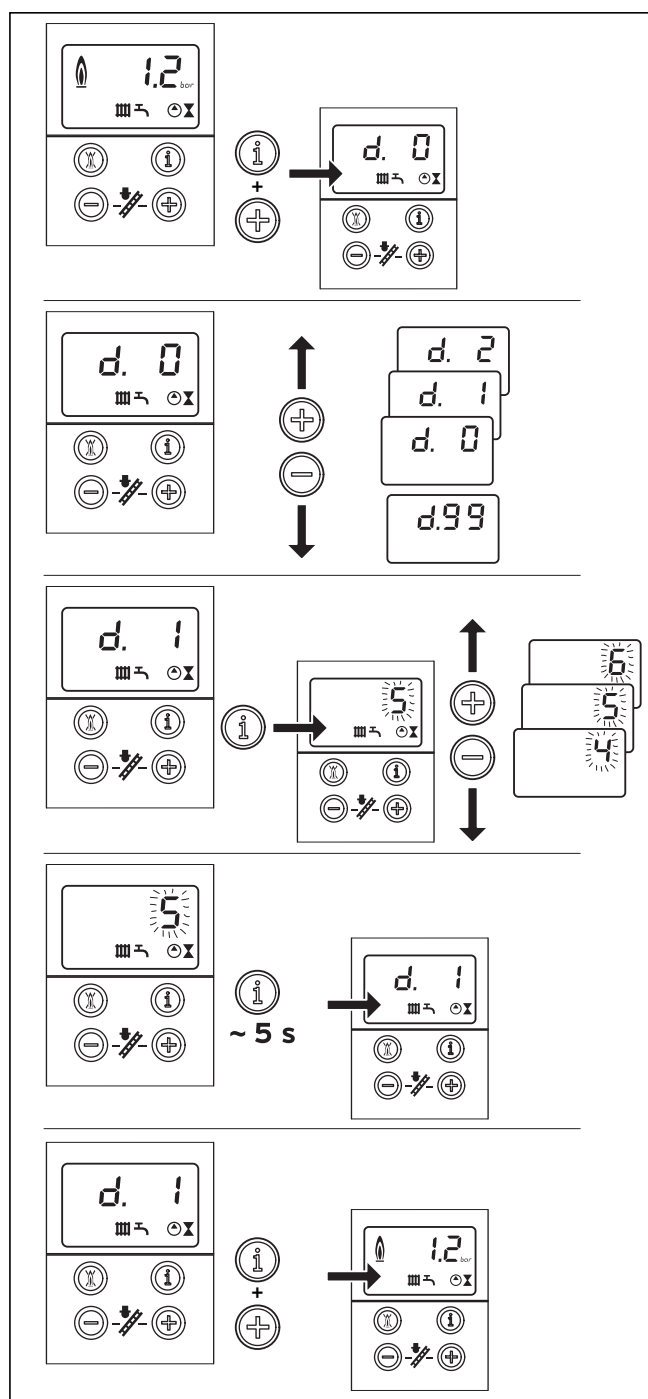 1.2 bar
i
+
d. 0
i
i
+
- +
- +
d. 0
i
- +
+
-
d. 2
d. 1
d. 0
d.99
d. 1
i
- +
i
5
i
- +
+
-
6
5
4
5
i
- +
i
~ 5 s
d. 1
i
- +
d. 1
i
- +
i
+
+
1.2 bar
i
- +